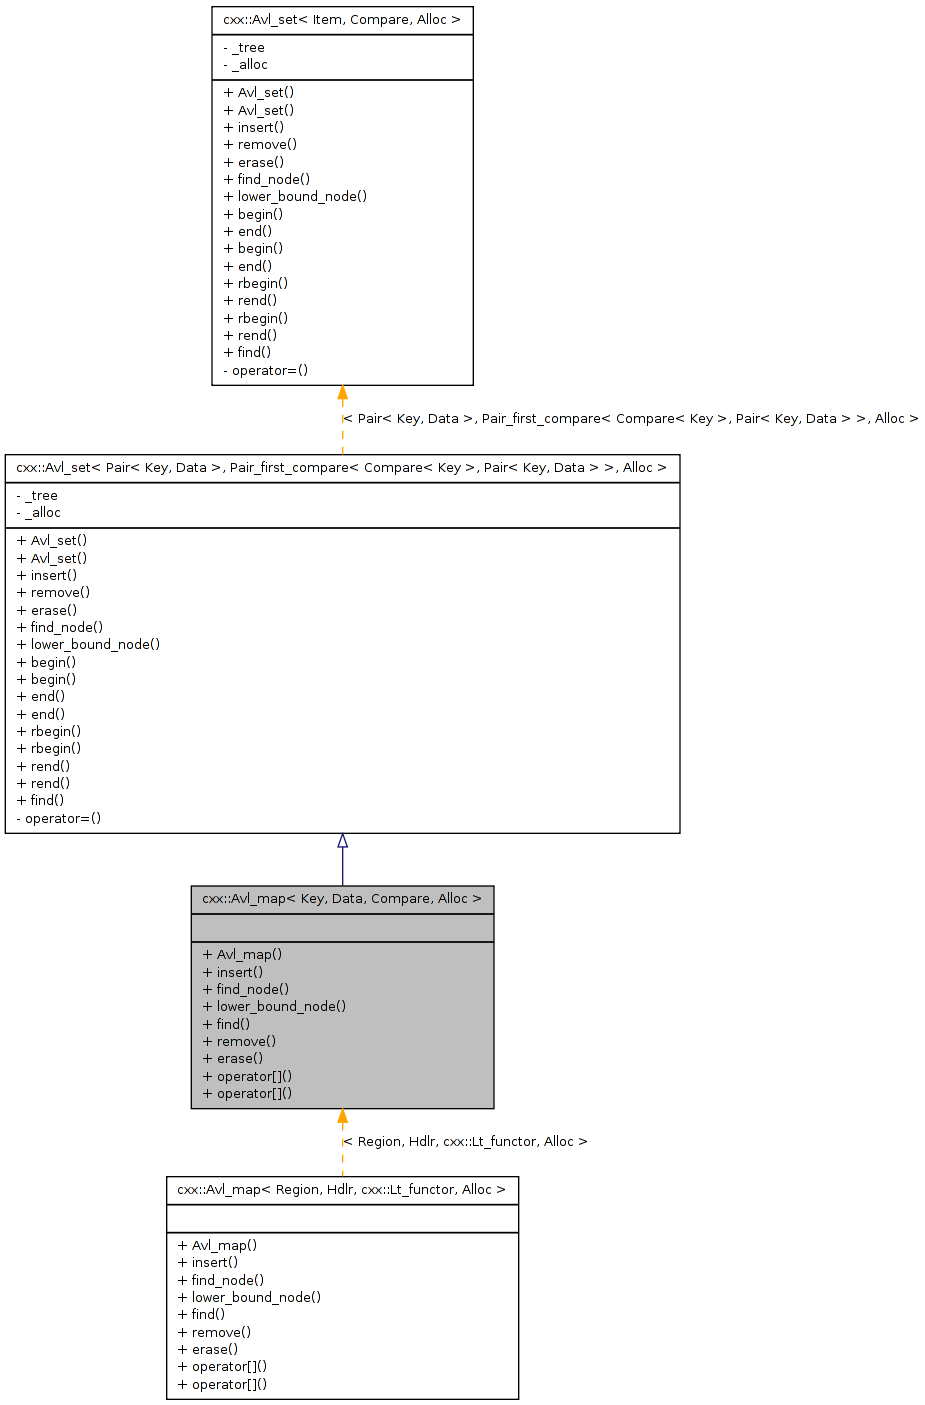 cxx::Avl_set< Item, Compare, Alloc >
- _tree
- _alloc
+ Avl_set()
+ Avl_set()
+ insert()
+ remove()
+ erase()
+ find_node()
+ lower_bound_node()
+ begin()
+ end()
+ begin()
+ end()
+ rbegin()
+ rend()
+ rbegin()
+ rend()
+ find()
- operator=()
< Pair< Key, Data >, Pair_first_compare< Compare< Key >, Pair< Key, Data > >, Alloc >
cxx::Avl_set< Pair< Key, Data >, Pair_first_compare< Compare< Key >, Pair< Key, Data > >, Alloc >
- _tree
- _alloc
+ Avl_set()
+ Avl_set()
+ insert()
+ remove()
+ erase()
+ find_node()
+ lower_bound_node()
+ begin()
+ begin()
+ end()
+ end()
+ rbegin()
+ rbegin()
+ rend()
+ rend()
+ find()
- operator=()
cxx::Avl_map< Key, Data, Compare, Alloc >
+ Avl_map()
+ insert()
+ find_node()
+ lower_bound_node()
+ find()
+ remove()
+ erase()
+ operator[]()
+ operator[]()
< Region, Hdlr, cxx::Lt_functor, Alloc >
cxx::Avl_map< Region, Hdlr, cxx::Lt_functor, Alloc >
+ Avl_map()
+ insert()
+ find_node()
+ lower_bound_node()
+ find()
+ remove()
+ erase()
+ operator[]()
+ operator[]()